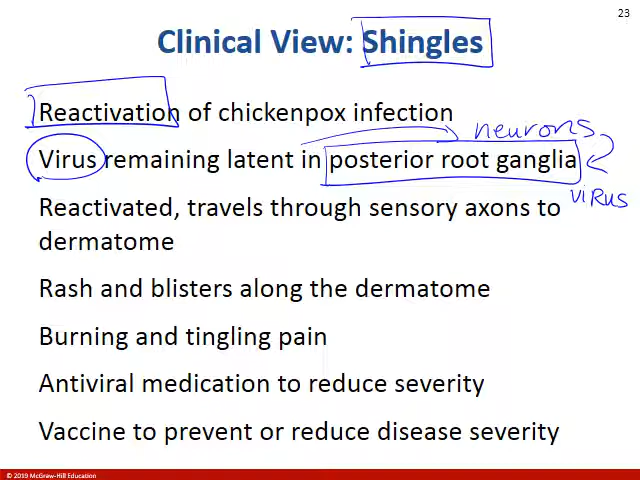 23
Clinical View: Shingles
Reactivation of chickenpox infection
neurons
Virus remaining latent in posterior root ganglia
virus
Reactivated, travels through sensory axons to
dermatome
Rash and blisters along the dermatome
Burning and tingling pain
Antiviral medication to reduce severity
Vaccine to prevent or reduce disease severity
© 2019 McGraw-Hill Education